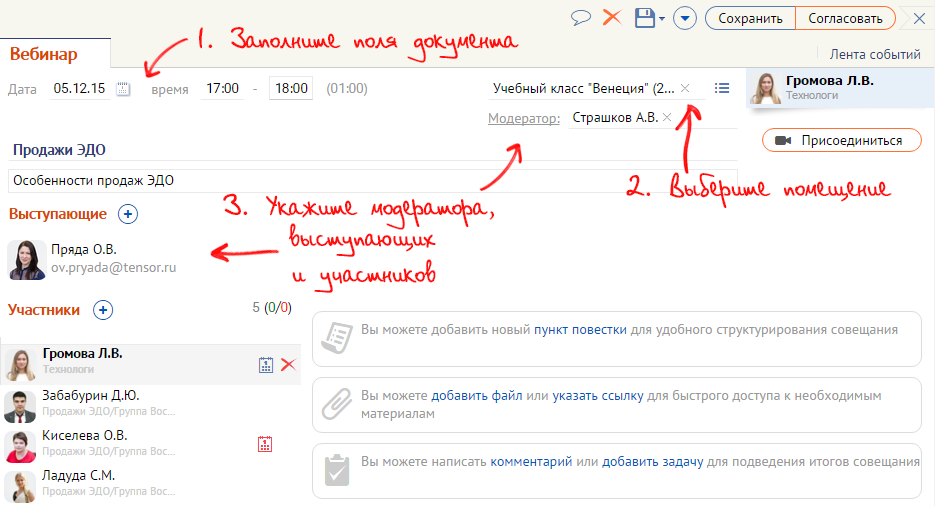 Сохранить Согласовать
1. Заполните поля документа
Вебинар
Лента событий
Дата 05.12.15 время 17:00 - 18:00 (01:00)
Учебный класс "Венеция" (2...
Громова Л.В.
Технологи
Модератор: Страшков А.В.
Присоединиться
Продажи ЭДО
Особенности продаж ЭДО
2. Выберите помещение
Выступающие
3. Укажите модератора,
выступающих
и участников
Пряда О.В.
ov.pryada@tensor.ru
Участники 5 (0/0)
Вы можете добавить новый пункт повестки для удобного структурирования совещания
Громова Л.В.
Технологи
Забабурин Д.Ю.
Продажи ЭДО/Группа Вос...
Вы можете добавить файл или указать ссылку для быстрого доступа к необходимым
материалам
Киселева О.В.
Продажи ЭДО/Группа Вос...
Вы можете написать комментарий или добавить задачу для подведения итогов совещания
Ладуда С.М.
Продажи ЭДО/Группа Вос...